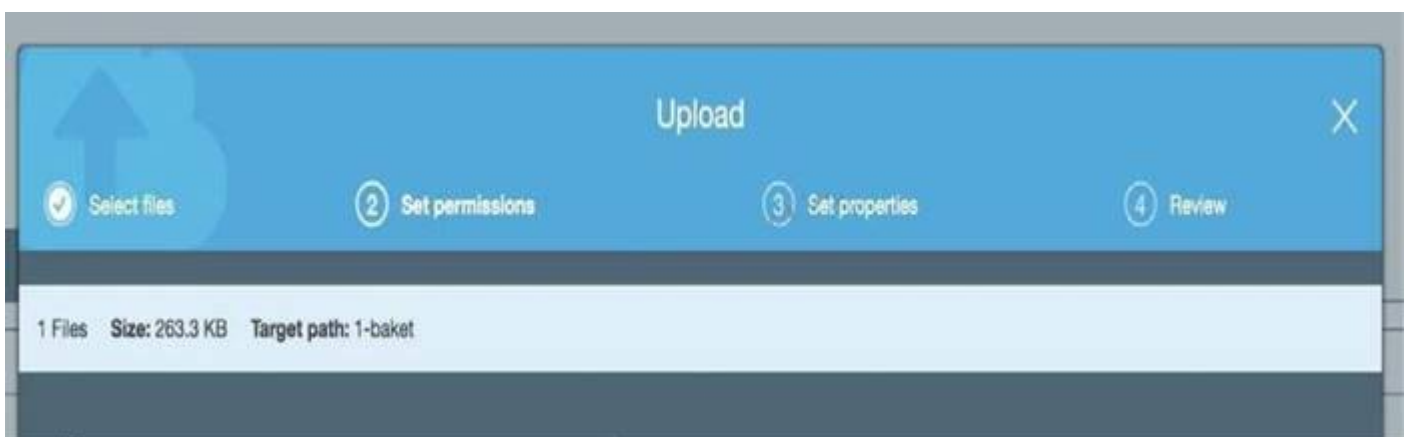 Upload
X
Select files 2 Set permissions 3 Set properties 4 Review
1 Files Size: 263.3 KB Target path: 1-baket